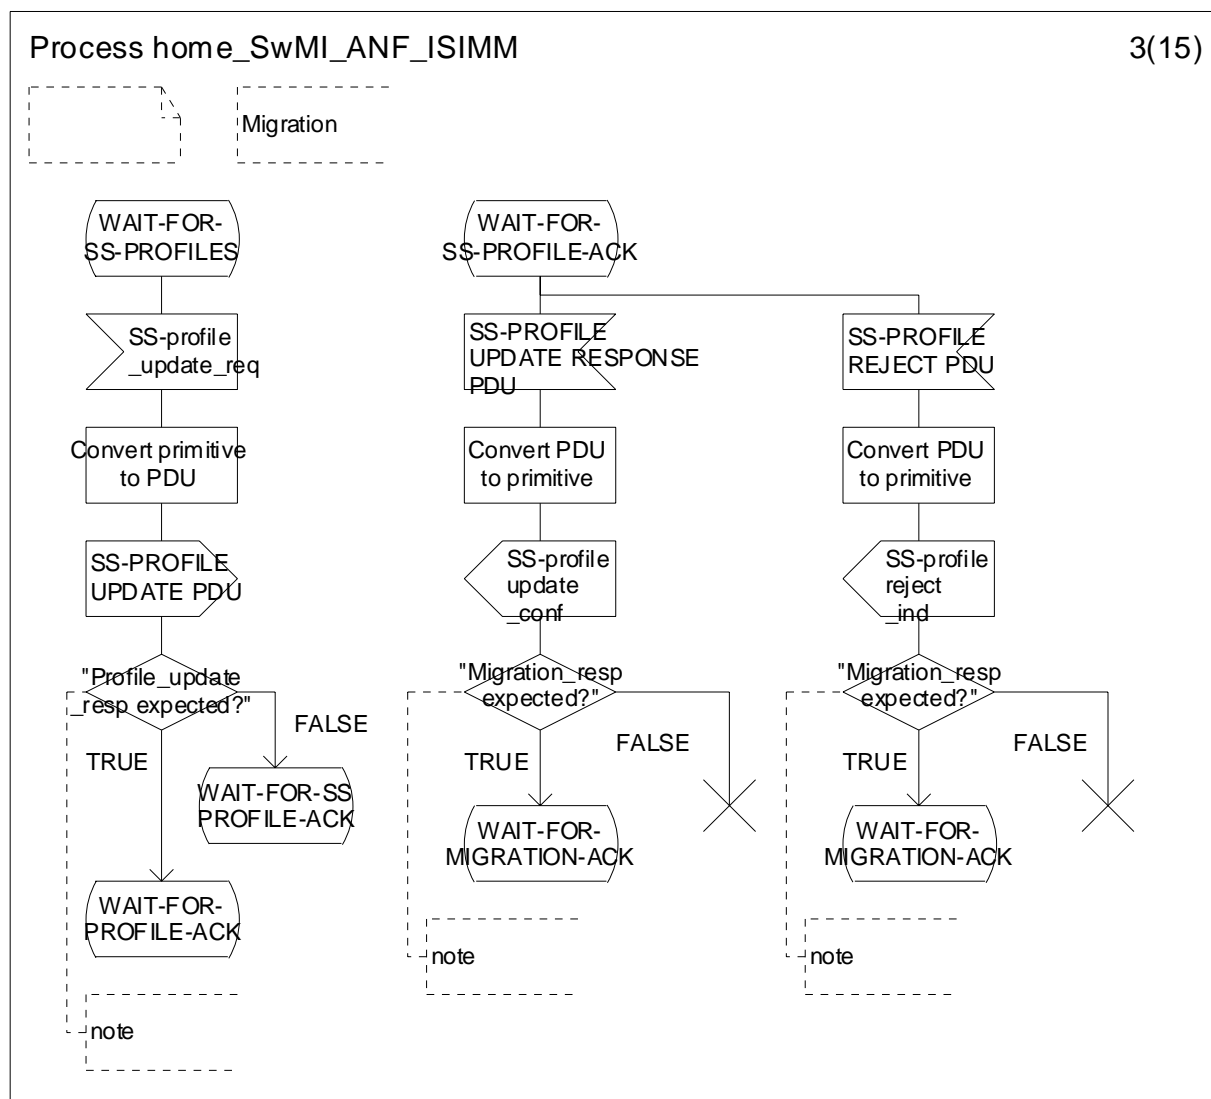 Process home_SwMI_ANF_ISIMM
3(15)
Migration
WAIT-FOR-
SS-PROFILES
SS-profile
_update_req
Convert primitive
to PDU
SS-PROFILE
UPDATE PDU
"Profile_update
_resp expected?"
FALSE
TRUE
WAIT-FOR-SS
PROFILE-ACK
WAIT-FOR-
PROFILE-ACK
note
WAIT-FOR-
SS-PROFILE-ACK
SS-PROFILE
UPDATE RESPONSE
PDU
Convert PDU
to primitive
SS-profile
update
_conf
"Migration_resp
expected?"
FALSE
TRUE
WAIT-FOR-
MIGRATION-ACK
note
SS-PROFILE
REJECT PDU
Convert PDU
to primitive
SS-profile
reject
_ind
"Migration_resp
expected?"
FALSE
TRUE
WAIT-FOR-
MIGRATION-ACK
note